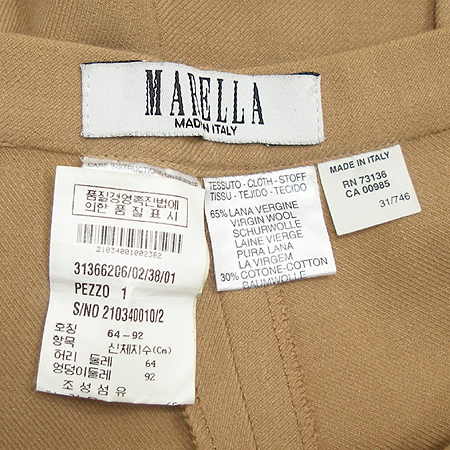 MARELLA
MADE IN ITALY
CARE INSTRUCTION
품질경영촉진법에
의한 품질표시
21034001002382
31366206/02/38/01
PEZZO 1
S/NO 210340010/2
호칭 64-92
항목 신체치수(Cm)
허리 둘레 64
엉덩이둘레 92
조성섬유
TESSUTO - CLOTH - STOFF
TISSU - TEJIDO - TECIDO
65% LANA VERGINE
VIRGIN WOOL
SCHURWOLLE
LAINE VIERGE
PURA LANA
LA VIRGEM
30% COTONE-COTTON
BAUMWOLLE
MADE IN ITALY
RN 73136
CA 00985
31/746